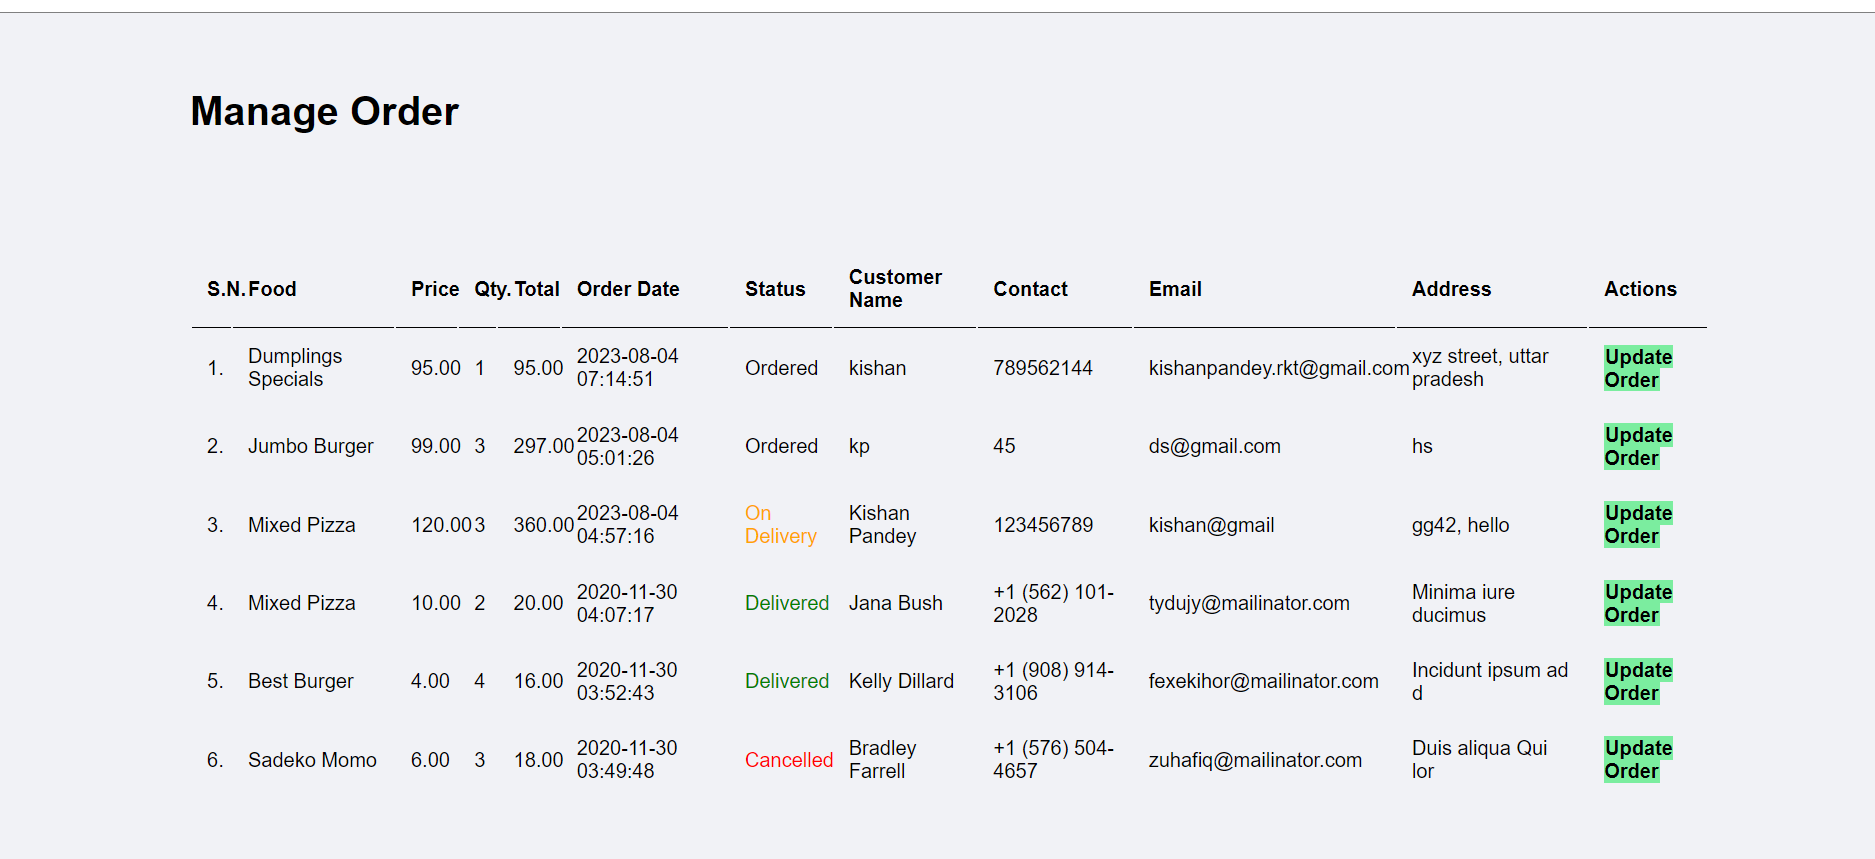 Manage Order
S.N. Food Price Qty. Total Order Date Status Customer Name Contact Email Address Actions
1. Dumplings Specials 95.00 1 95.00 2023-08-04 07:14:51 Ordered kishan 789562144 kishanpandey.rkt@gmail.com xyz street, uttar pradesh Update Order
2. Jumbo Burger 99.00 3 297.00 2023-08-04 05:01:26 Ordered kp 45 ds@gmail.com hs Update Order
3. Mixed Pizza 120.00 3 360.00 2023-08-04 04:57:16 On Delivery Kishan Pandey 123456789 kishan@gmail gg42, hello Update Order
4. Mixed Pizza 10.00 2 20.00 2020-11-30 04:07:17 Delivered Jana Bush +1 (562) 101-2028 tydujy@mailinator.com Minima iure ducimus Update Order
5. Best Burger 4.00 4 16.00 2020-11-30 03:52:43 Delivered Kelly Dillard +1 (908) 914-3106 fexekihor@mailinator.com Incidunt ipsum ad d Update Order
6. Sadeko Momo 6.00 3 18.00 2020-11-30 03:49:48 Cancelled Bradley Farrell +1 (576) 504-4657 zuhafiq@mailinator.com Duis aliqua Qui lor Update Order